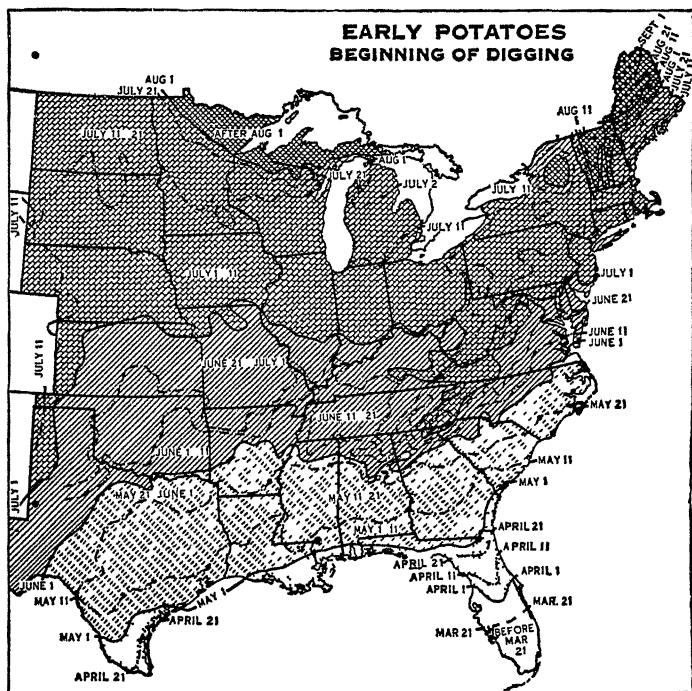 EARLY POTATOES
BEGINNING OF DIGGING
SEPT 1
AUG 21
AUG 11
AUG 1
JULY 21
JULY 11
AUG 1
JULY 21
AUG 11
JULY 11 21
AFTER AUG 1
AUG 1
JULY 21
JULY 2
JULY 11
JULY 11
JULY 11
JULY 1 11
JULY 1
JUNE 21
JUNE 11
JUNE 1
JULY 11
JUNE 21 JULY 1
JUNE 11 21
MAY 21
JUNE 1 11
MAY 11
JULY 1
MAY 21 JUNE 1
MAY 11 21
MAY 1
MAY 1 11
APRIL 21
APRIL 11
APRIL 21
APRIL 11
APRIL 1
APRIL 1
JUNE 1
MAY 11
MAY 1
APRIL 21
MAR. 21
MAY 1
MAR 21
BEFORE
MAR
21
APRIL 21